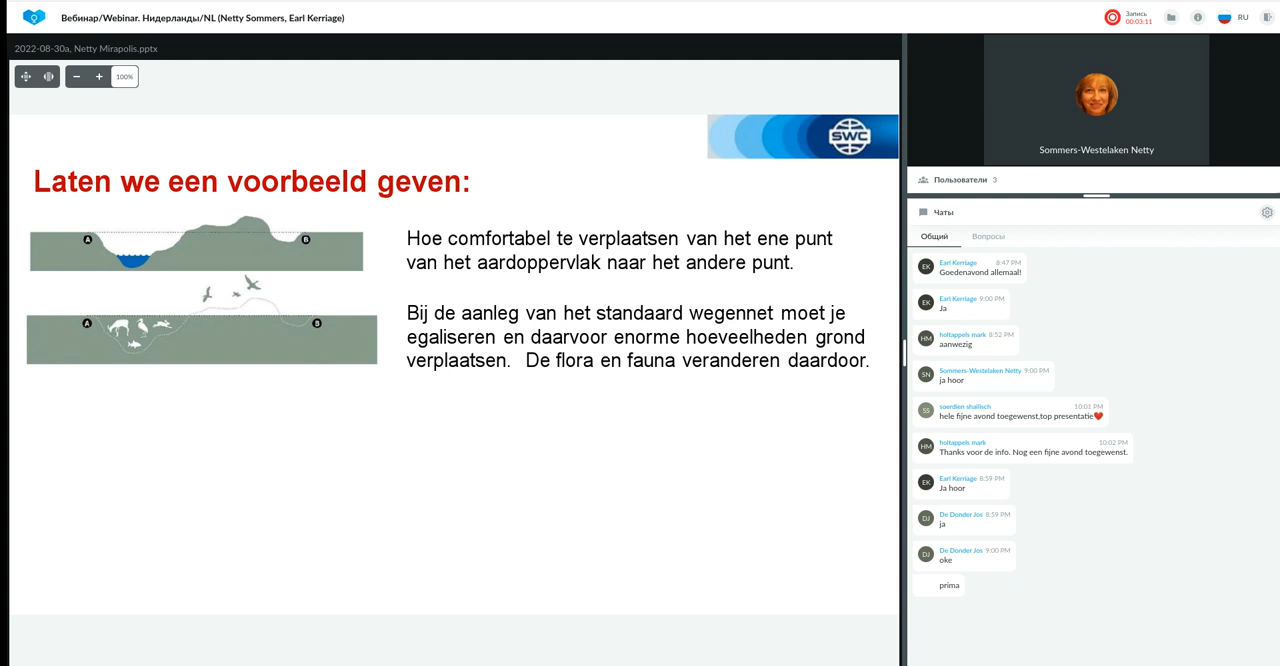 Вебинар/Webinar. Нидерланды/NL (Netty Sommers, Earl Kerriage)
Запись
00:03:11
RU
2022-08-30a, Netty Mirapolis.pptx
100%
SWC
Laten we een voorbeeld geven:
A
B
A
B
Hoe comfortabel te verplaatsen van het ene punt
van het aardoppervlak naar het andere punt.
Bij de aanleg van het standaard wegennet moet je
egaliseren en daarvoor enorme hoeveelheden grond
verplaatsen. De flora en fauna veranderen daardoor.
Sommers-Westelaken Netty
Пользователи 3
Чаты
Общий Вопросы
EK Earl Kerriage 8:47 PM
Goedenavond allemaal!
EK Earl Kerriage 9:00 PM
Ja
HM holtappels mark 8:52 PM
aanwezig
SN Sommers-Westelaken Netty 9:00 PM
ja hoor
SS soerdien shailisch 10:01 PM
hele fijne avond toegewenst,top presentatie❤️
HM holtappels mark 10:02 PM
Thanks voor de info. Nog een fijne avond toegewenst.
EK Earl Kerriage 8:59 PM
Ja hoor
DJ De Donder Jos 8:59 PM
ja
DJ De Donder Jos 9:00 PM
oke
prima